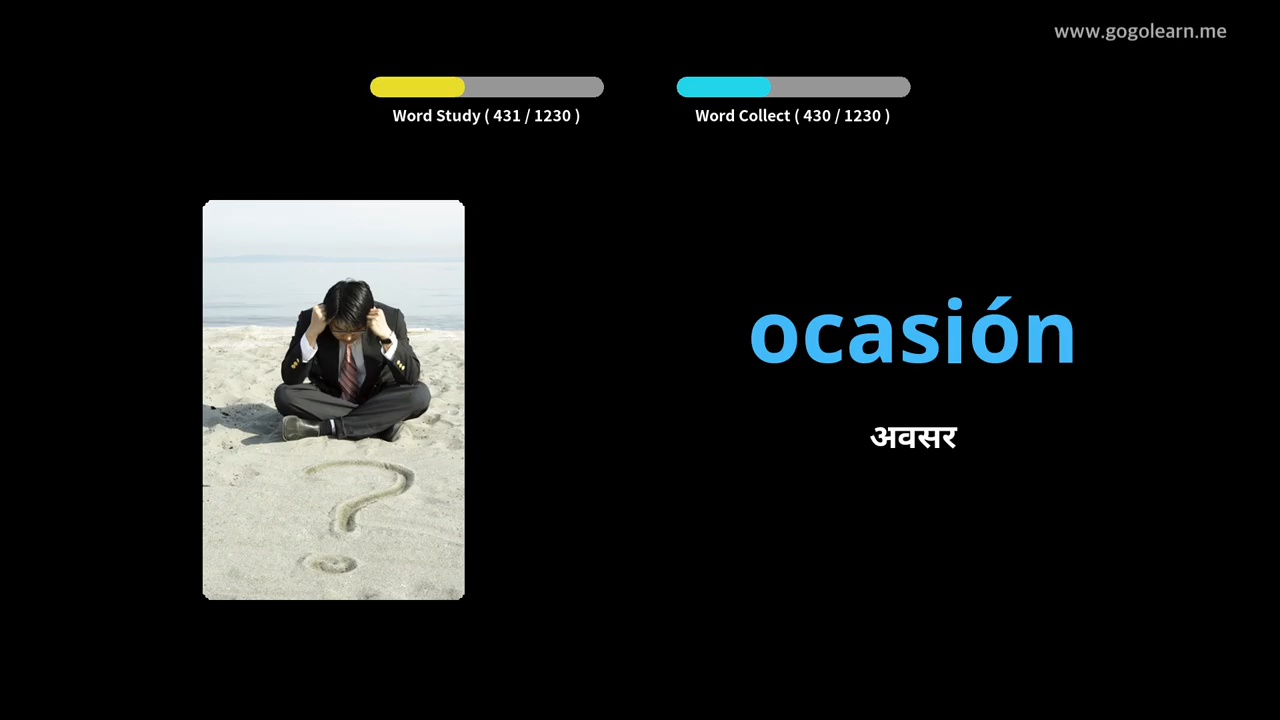 www.gogolearn.me
Word Study ( 431 / 1230 )
Word Collect ( 430 / 1230 )
ocasión
अवसर
?